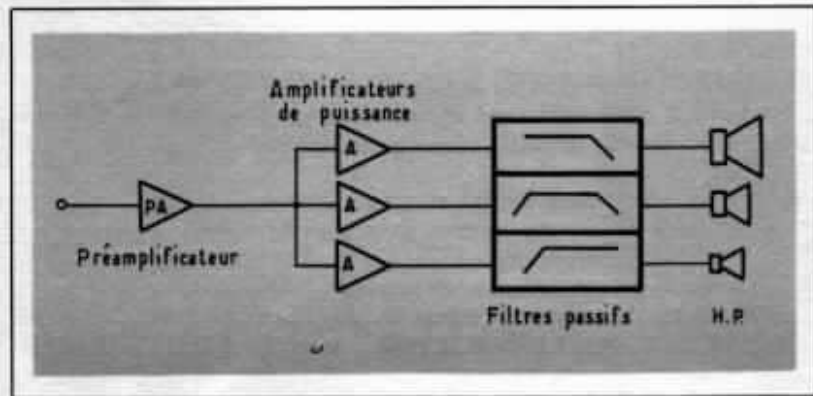 Amplificateurs
de puissance
A
PA
A
Préamplificateur
A
Filtres passifs
H.P.